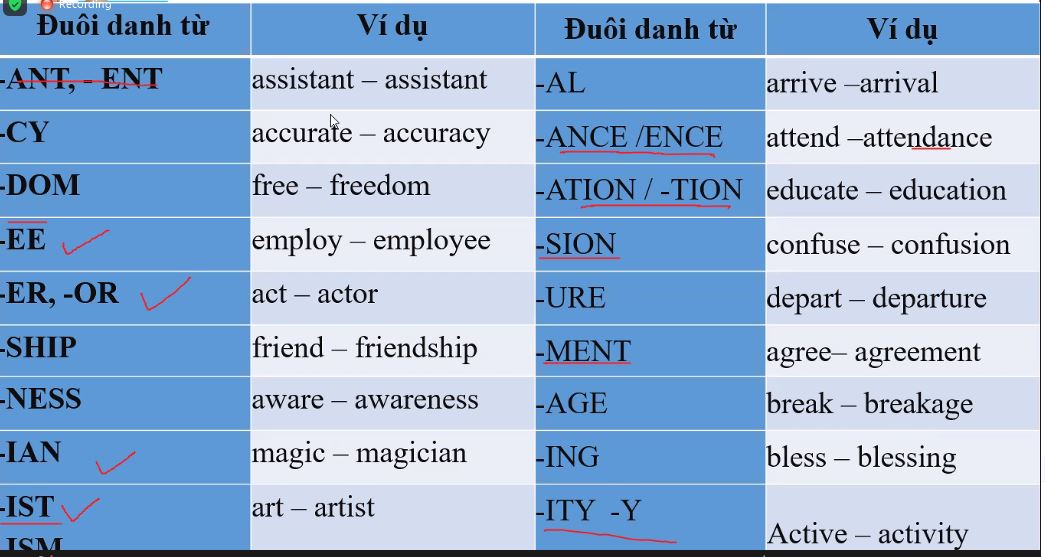 Recording
Đuôi danh từ Ví dụ Đuôi danh từ Ví dụ
-ANT, - ENT assistant – assistant -AL arrive –arrival
-CY accurate – accuracy -ANCE /ENCE attend –attendance
-DOM free – freedom -ATION / -TION educate – education
-EE employ – employee -SION confuse – confusion
-ER, -OR act – actor -URE depart – departure
-SHIP friend – friendship -MENT agree– agreement
-NESS aware – awareness -AGE break – breakage
-IAN magic – magician -ING bless – blessing
-IST art – artist -ITY -Y Active – activity
ISM